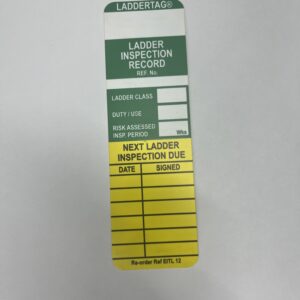 LADDERTAG®
LADDER
INSPECTION
RECORD
REF. No.
LADDER CLASS
DUTY / USE
RISK ASSESSED
INSP. PERIOD
Wks
NEXT LADDER
INSPECTION DUE
DATE SIGNED
Re-order Ref EITL 12